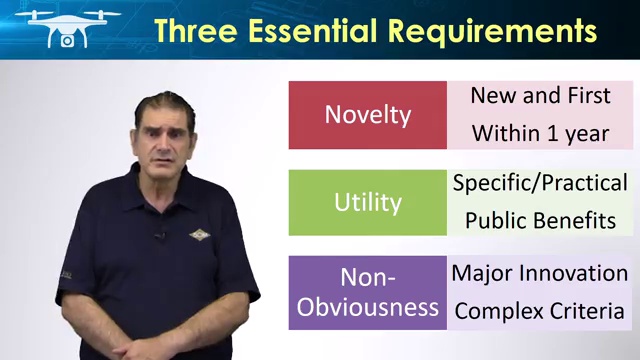 Three Essential Requirements
Novelty
New and First
Within 1 year
Utility
Specific/Practical
Public Benefits
Non-
Obviousness
Major Innovation
Complex Criteria